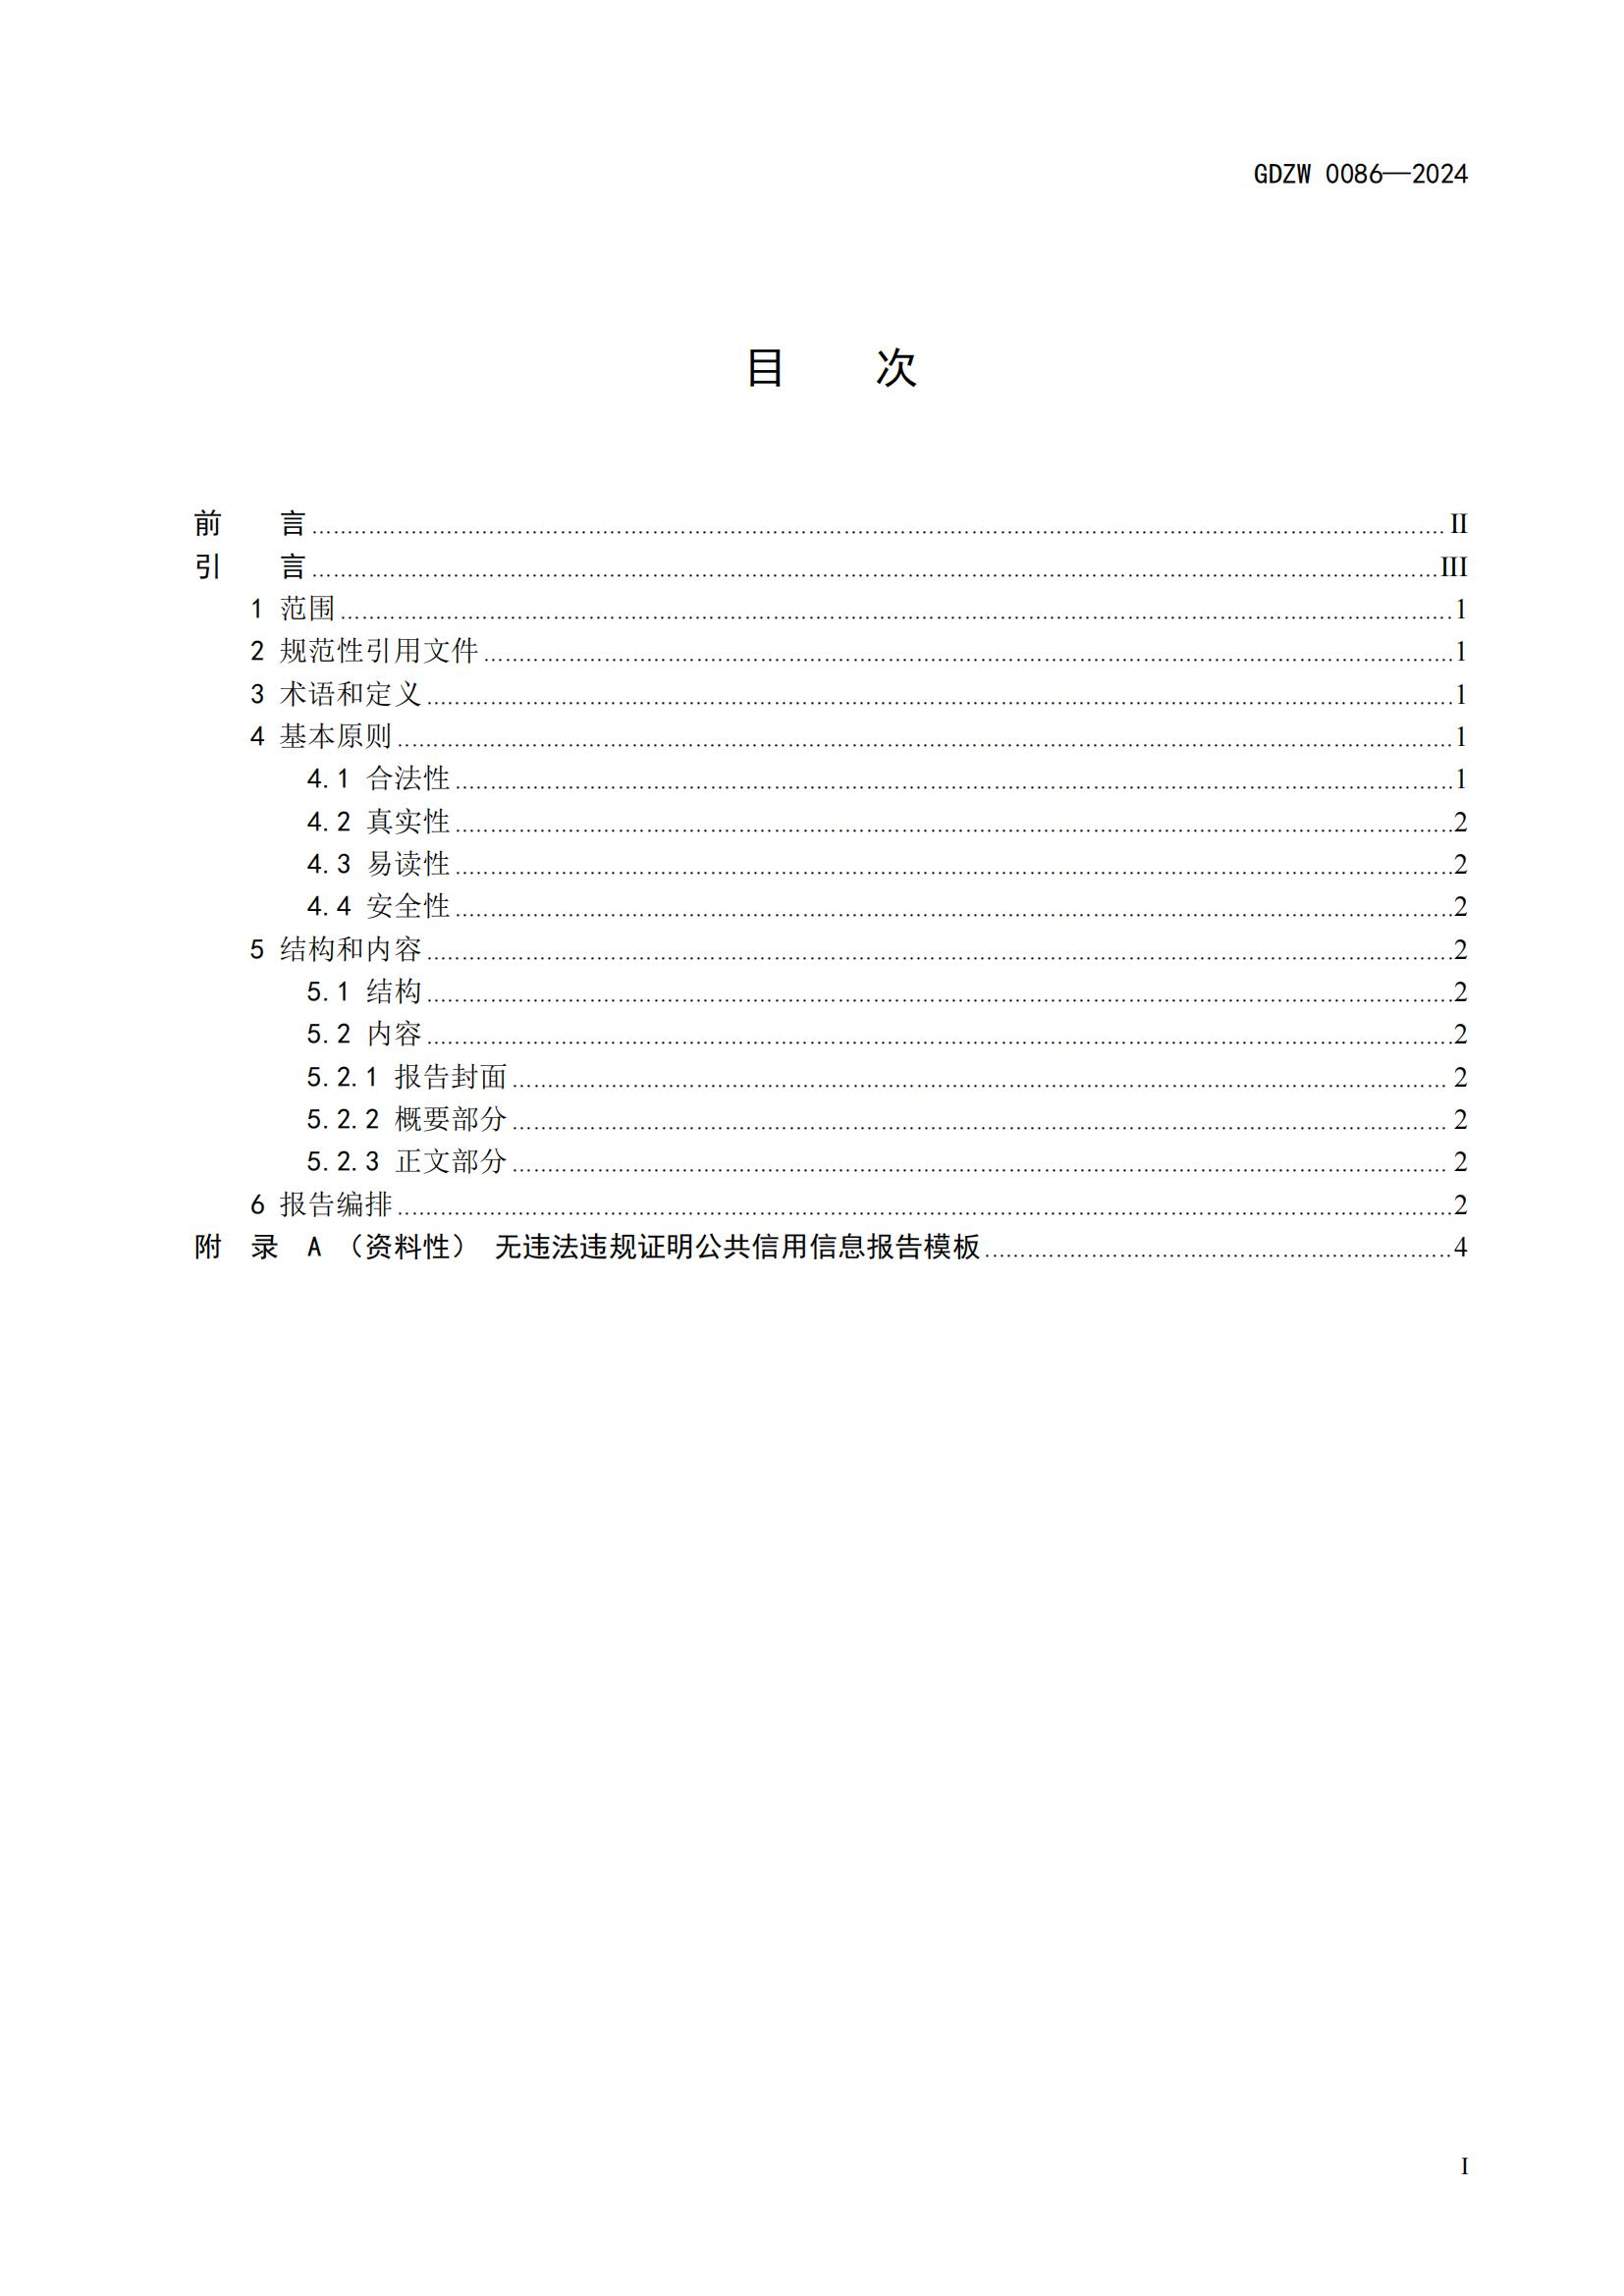 GDZW 0086—2024
目 次
前 言........................II
引 言........................III
1 范围........................1
2 规范性引用文件........................1
3 术语和定义........................1
4 基本原则........................1
4.1 合法性........................1
4.2 真实性........................2
4.3 易读性........................2
4.4 安全性........................2
5 结构和内容........................2
5.1 结构........................2
5.2 内容........................2
5.2.1 报告封面........................2
5.2.2 概要部分........................2
5.2.3 正文部分........................2
6 报告编排........................2
附 录 A （资料性） 无违法违规证明公共信用信息报告模板........................4
I